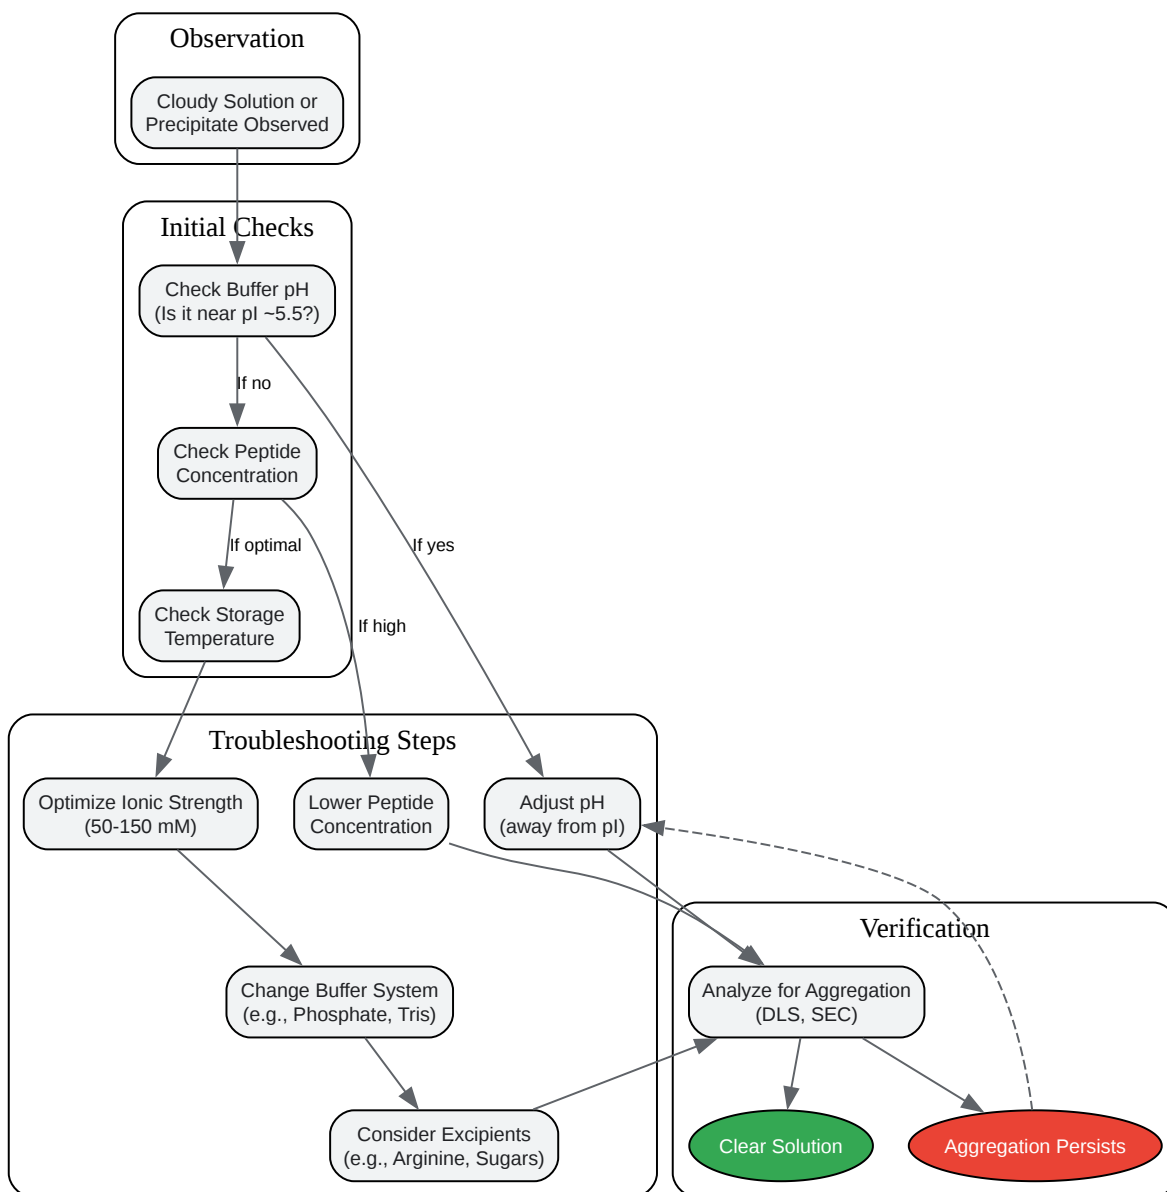 Observation
Cloudy Solution or
Precipitate Observed
Initial Checks
Check Buffer pH
(Is it near pI ~5.5?)
If no
Check Peptide
Concentration
If optimal
If yes
Check Storage
Temperature
If high
Troubleshooting Steps
Optimize Ionic Strength
(50-150 mM)
Lower Peptide
Concentration
Adjust pH
(away from pI)
Verification
Change Buffer System
(e.g., Phosphate, Tris)
Analyze for Aggregation
(DLS, SEC)
Consider Excipients
(e.g., Arginine, Sugars)
Clear Solution
Aggregation Persists